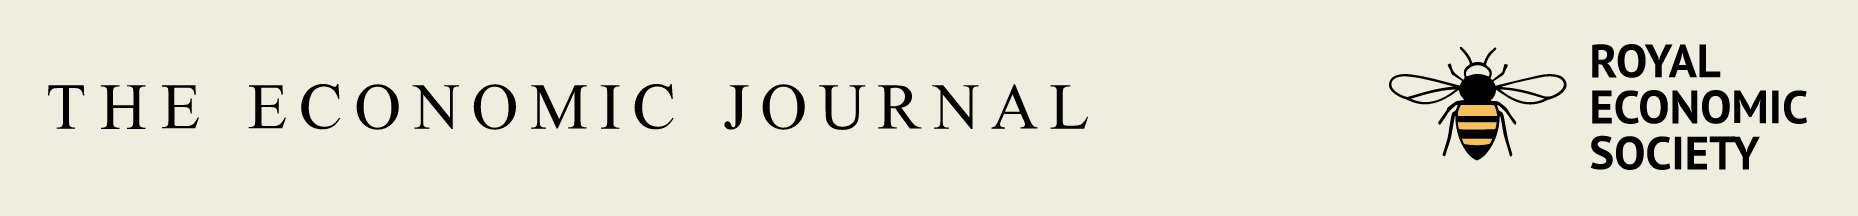 THE ECONOMIC JOURNAL
ROYAL
ECONOMIC
SOCIETY